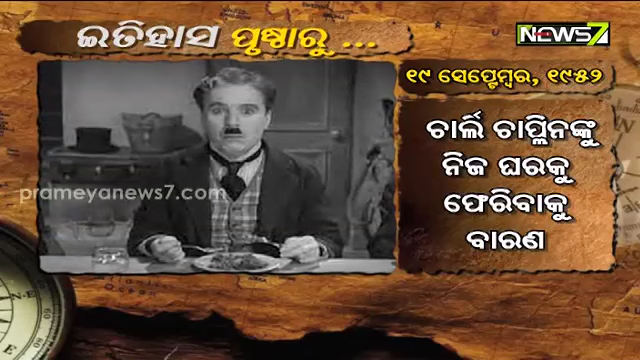 ଇତିହାସ ପୃଷ୍ଠାରୁ ...
NEWS7
୧୯ ସେପ୍ଟେମ୍ବର, ୧୯୫୨
ଚାର୍ଲି ଚାପ୍ଲିନଙ୍କୁ
ନିଜ ଘରକୁ
ଫେରିବାକୁ
ବାରଣ
prameyanews7.com